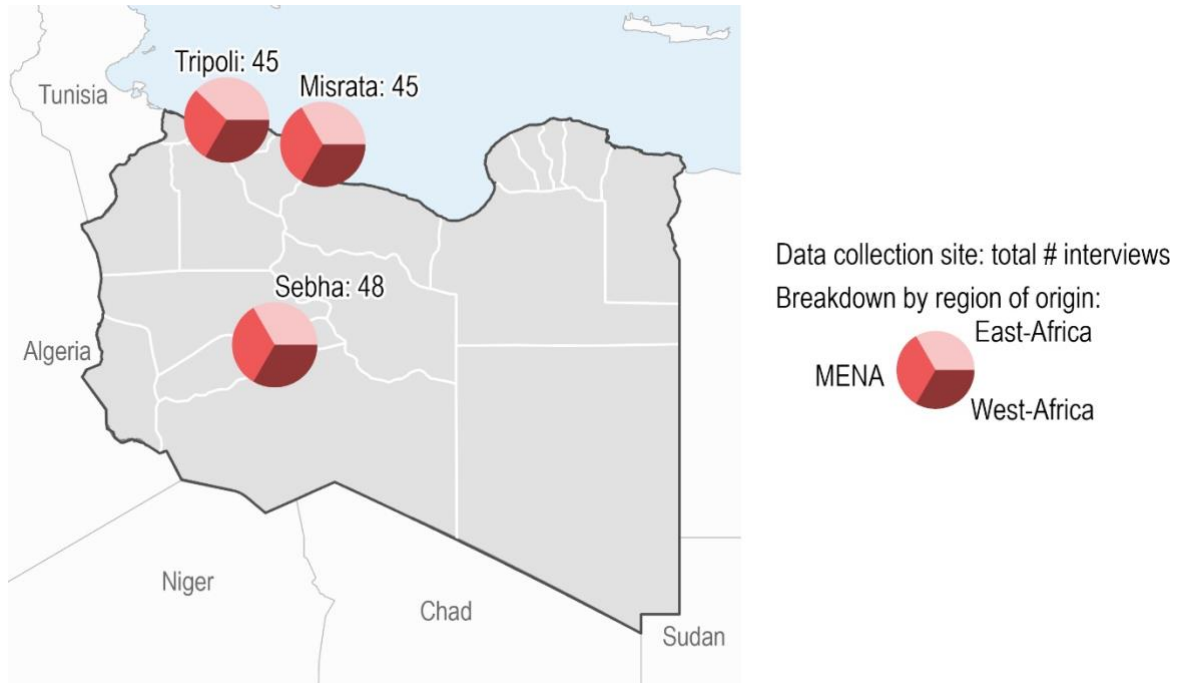 Tripoli: 45
Misrata: 45
Tunisia
Sebha: 48
Algeria
Niger
Chad
Sudan
Data collection site: total # interviews
Breakdown by region of origin:
East-Africa
MENA
West-Africa